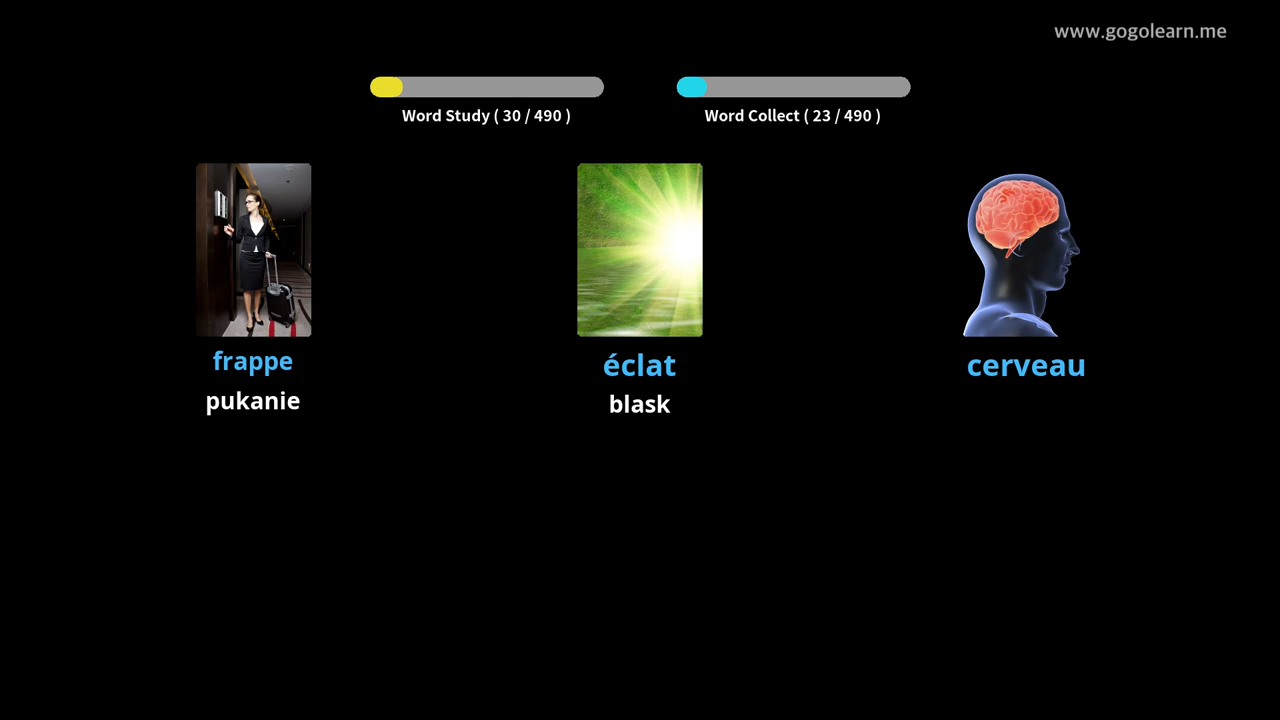 www.gogolearn.me
Word Study ( 30 / 490 )
Word Collect ( 23 / 490 )
frappe
éclat
cerveau
pukanie
blask